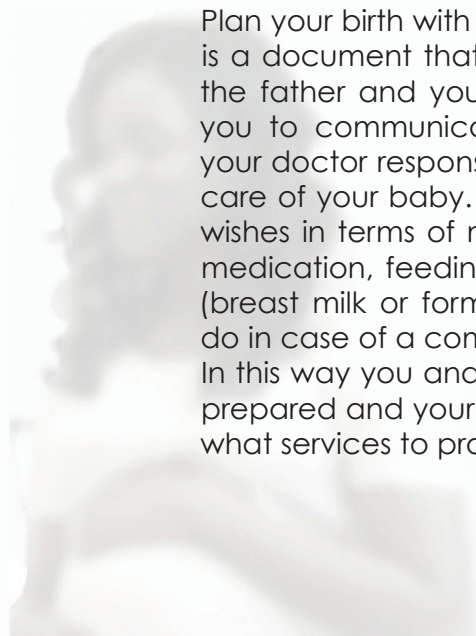 Plan your birth with
is a document that
the father and you
you to communica
your doctor respons
care of your baby.
wishes in terms of
medication, feedin
(breast milk or form
do in case of a con
In this way you and
prepared and your
what services to pro